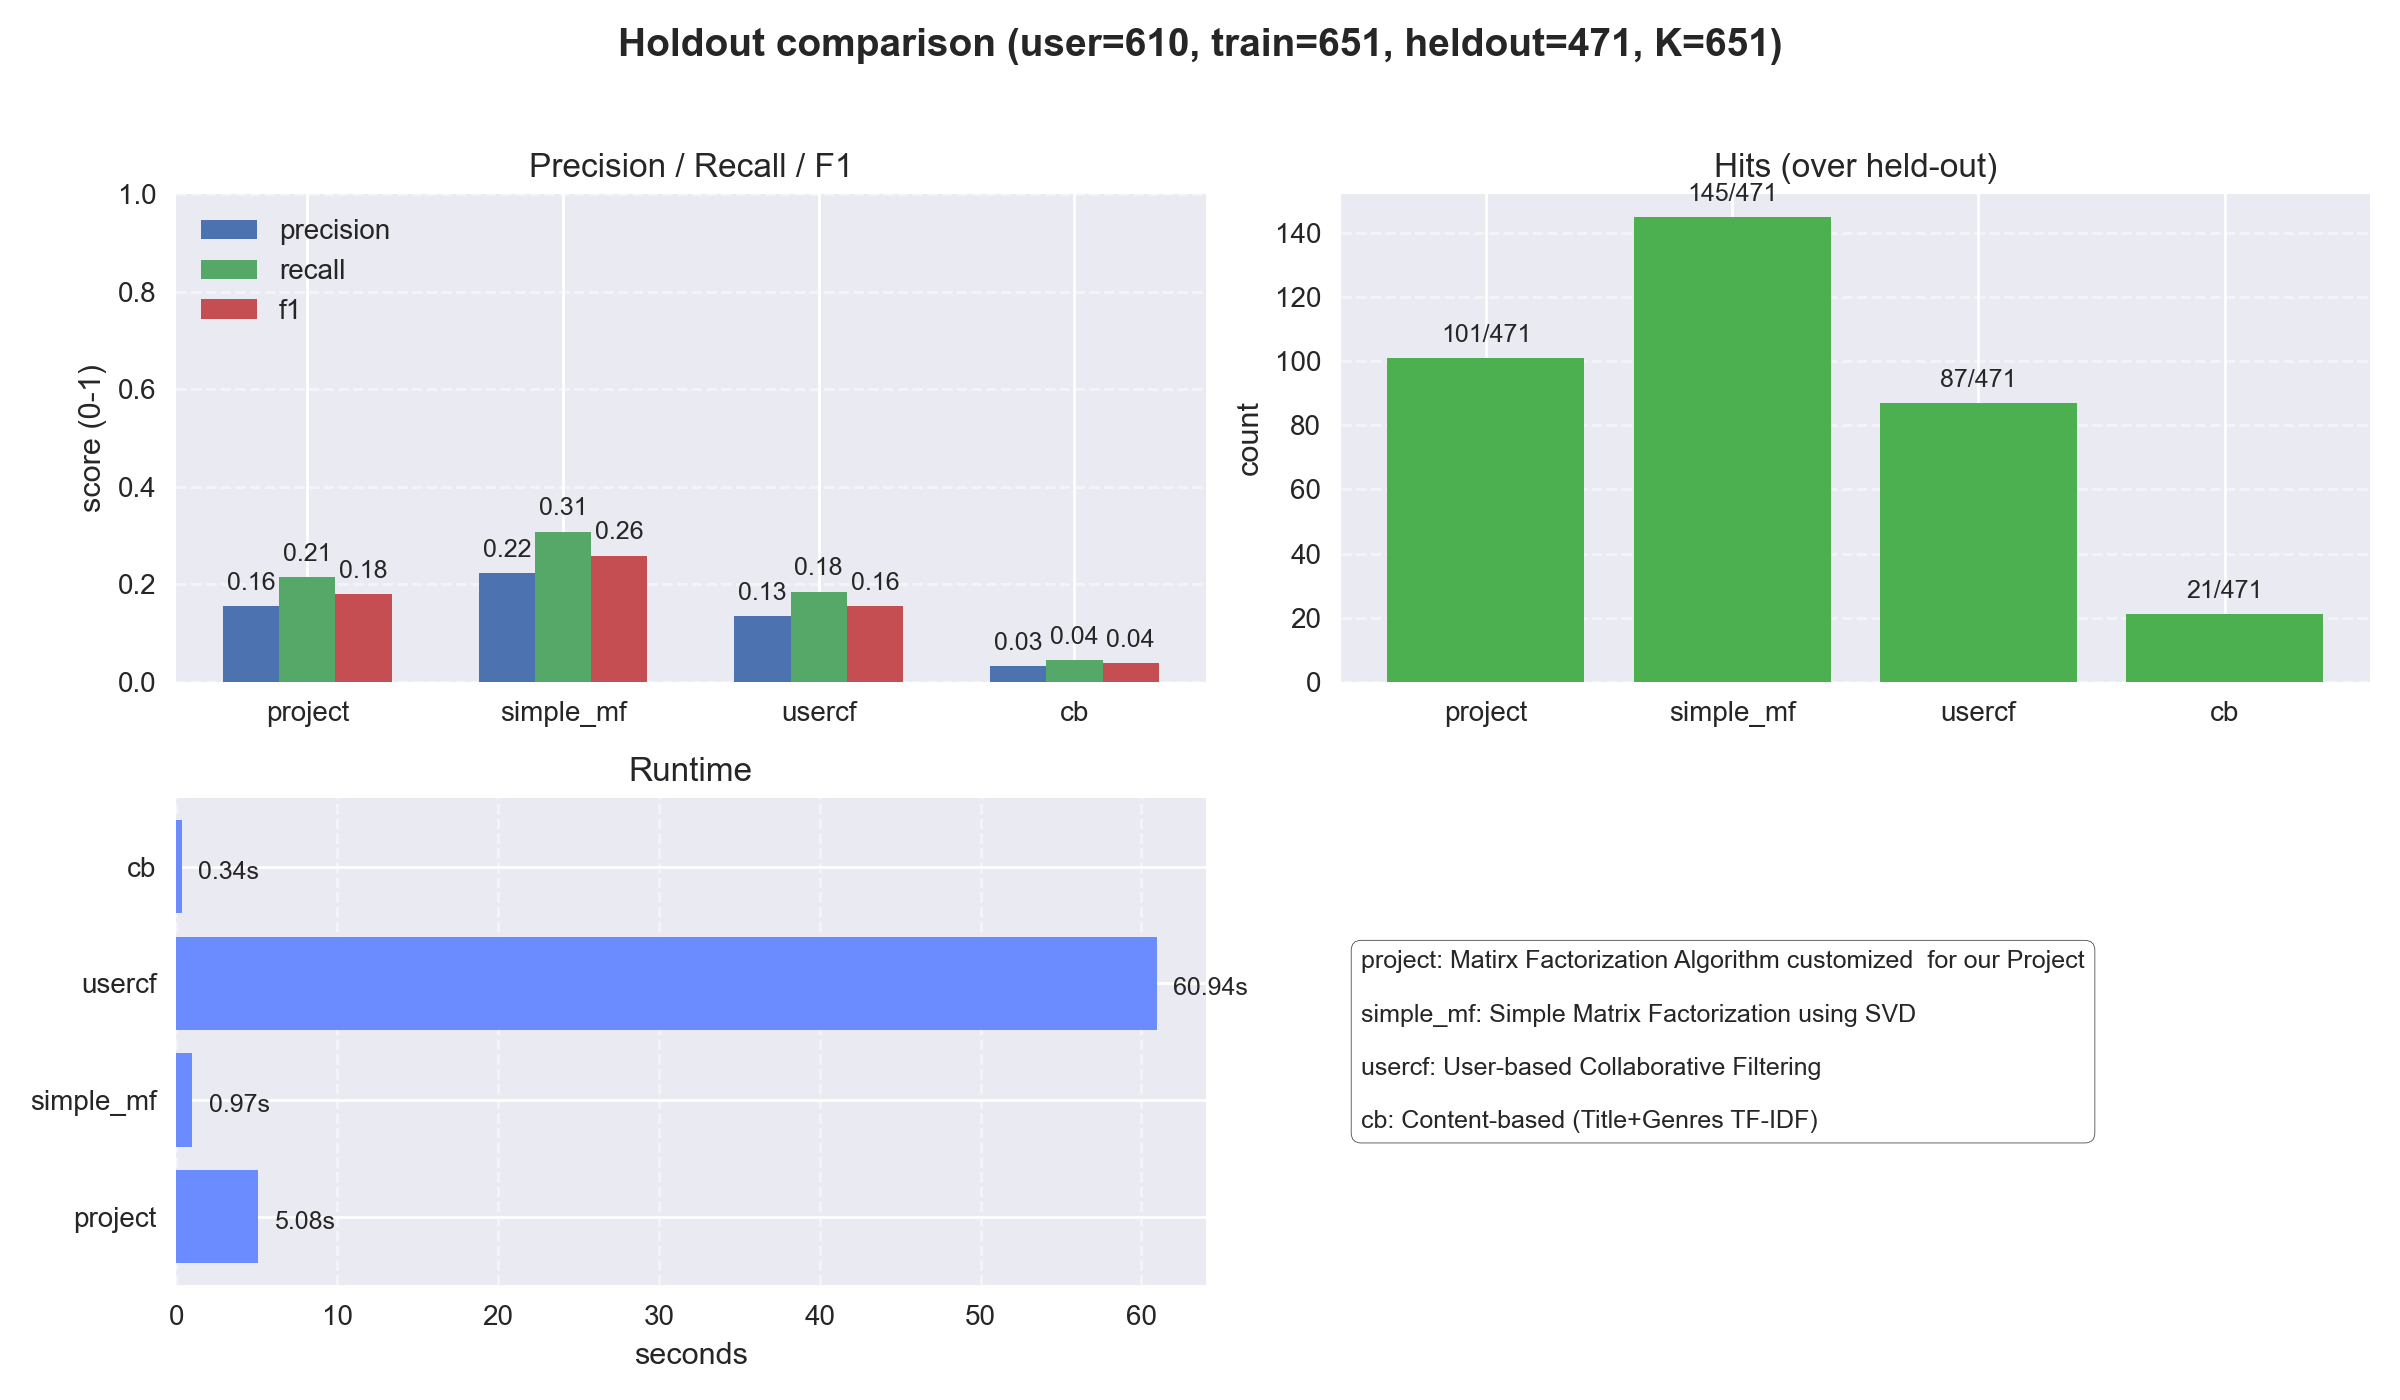 Holdout comparison (user=610, train=651, heldout=471, K=651)
Precision / Recall / F1
1.0
0.8
0.6
0.4
0.2
0.0
score (0-1)
precision
recall
f1
0.16
0.21
0.18
0.22
0.31
0.26
0.13
0.18
0.16
0.03
0.04
0.04
project
simple_mf
usercf
cb
Hits (over held-out)
140
120
100
80
60
40
20
0
count
101/471
145/471
87/471
21/471
project
simple_mf
usercf
cb
Runtime
cb
usercf
simple_mf
project
0.34s
60.94s
0.97s
5.08s
0
10
20
30
40
50
60
seconds
project: Matirx Factorization Algorithm customized  for our Project
simple_mf: Simple Matrix Factorization using SVD
usercf: User-based Collaborative Filtering
cb: Content-based (Title+Genres TF-IDF)